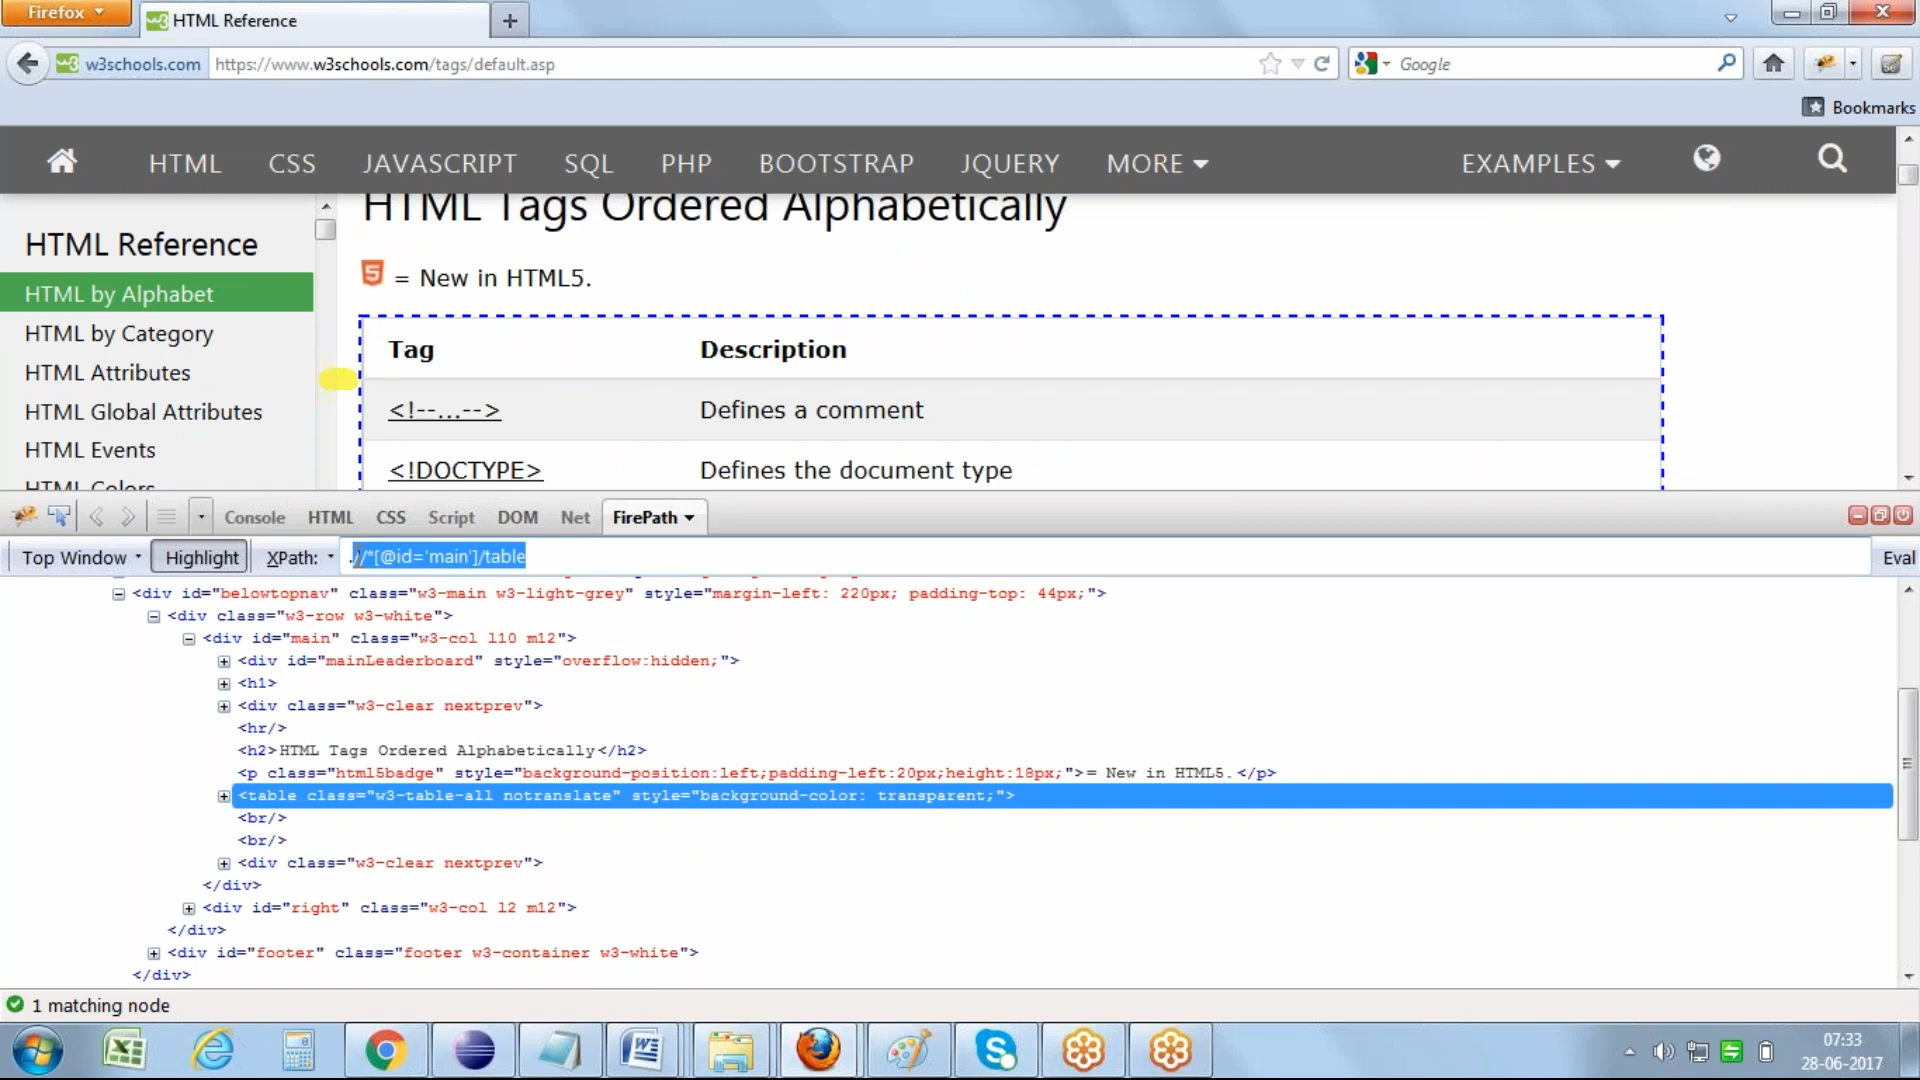 Firefox
HTML Reference
w3schools.com https://www.w3schools.com/tags/default.asp
Google
Bookmarks
HTML CSS JAVASCRIPT SQL PHP BOOTSTRAP JQUERY MORE EXAMPLES
HTML Tags Ordered Alphabetically
HTML Reference
= New in HTML5.
HTML by Alphabet
HTML by Category
HTML Attributes
HTML Global Attributes
HTML Events
HTML Colors
Tag Description
<!--...--> Defines a comment
<!DOCTYPE> Defines the document type
Console HTML CSS Script DOM Net FirePath
Top Window Highlight XPath: .//*[@id='main']/table Eval
<div id="belowtopnav" class="w3-main w3-light-grey" style="margin-left: 220px; padding-top: 44px;">
<div class="w3-row w3-white">
<div id="main" class="w3-col l10 m12">
<div id="mainLeaderboard" style="overflow:hidden;">
<h1>
<div class="w3-clear nextprev">
<hr/>
<h2>HTML Tags Ordered Alphabetically</h2>
<p class="html5badge" style="background-position:left;padding-left:20px;height:18px;">= New in HTML5.</p>
<table class="w3-table-all notranslate" style="background-color: transparent;">
<br/>
<br/>
<div class="w3-clear nextprev">
</div>
<div id="right" class="w3-col l2 m12">
</div>
<div id="footer" class="footer w3-container w3-white">
</div>
1 matching node
07:33
28-06-2017